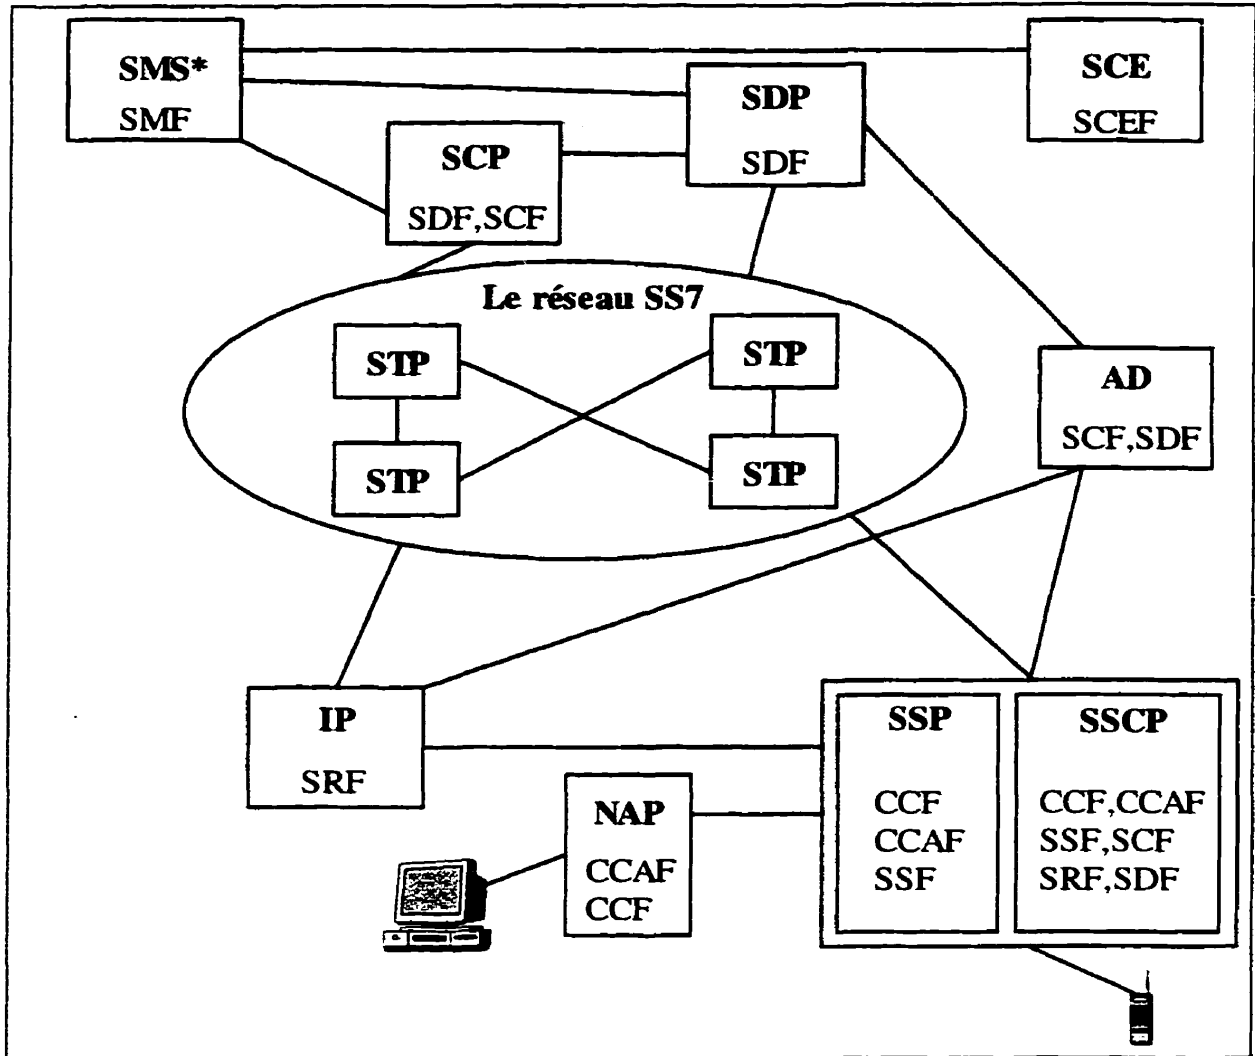 SMS*
SMF
SCE
SCEF
SDP
SDF
SCP
SDF,SCF
Le réseau SS7
STP
STP
STP
STP
AD
SCF,SDF
IP
SRF
NAP
CCAF
CCF
SSP
CCF
CCAF
SSF
SSCP
CCF,CCAF
SSF,SCF
SRF,SDF